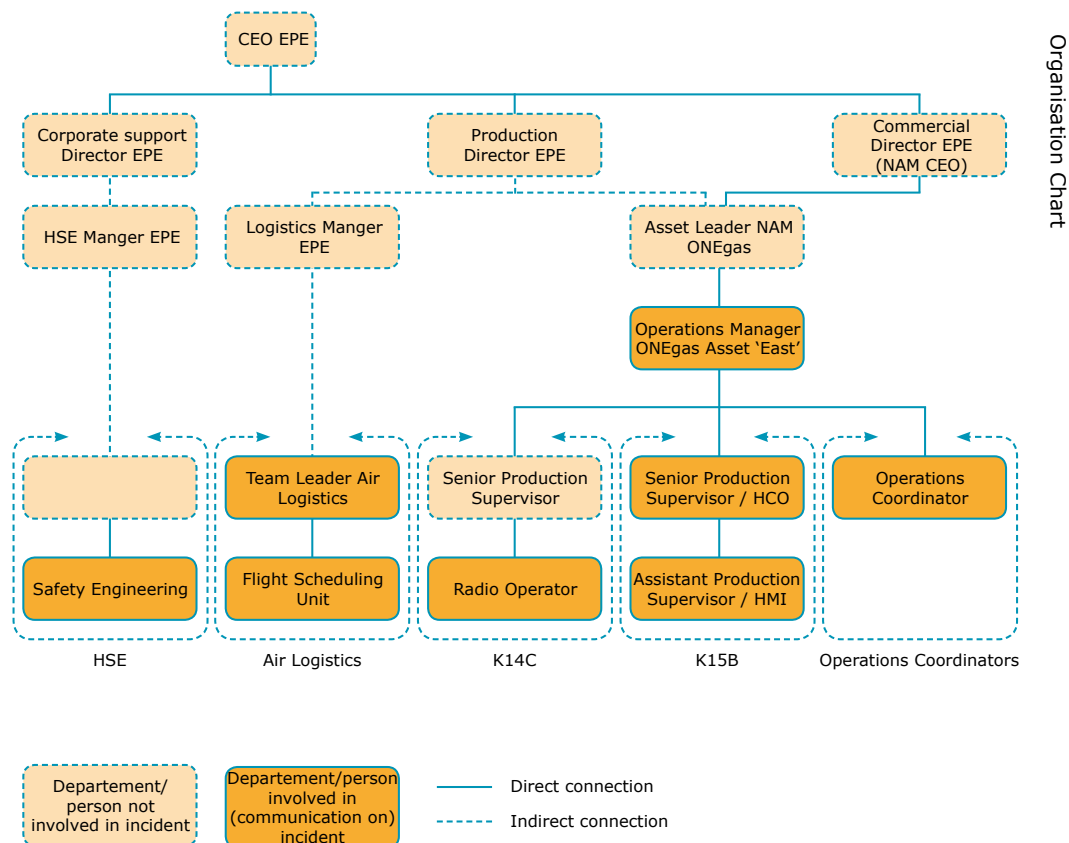 Organisation Chart
CEO EPE
Corporate support
Director EPE
Production
Director EPE
Commercial
Director EPE
(NAM CEO)
HSE Manger EPE
Logistics Manger
EPE
Asset Leader NAM
ONEgas
Operations Manager
ONEgas Asset ‘East’
Team Leader Air
Logistics
Senior Production
Supervisor
Senior Production
Supervisor / HCO
Operations
Coordinator
Safety Engineering
Flight Scheduling
Unit
Radio Operator
Assistant Production
Supervisor / HMI
HSE
Air Logistics
K14C
K15B
Operations Coordinators
Departement/
person not
involved in incident
Departement/person
involved in
(communication on)
incident
Direct connection
Indirect connection